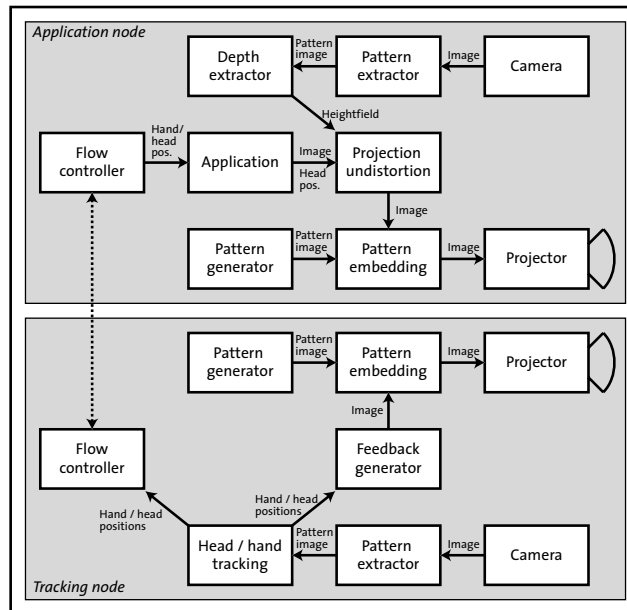 Application node
Depth
extractor
Pattern
image
Pattern
extractor
Image
Camera
Heightfield
Flow
controller
Hand/
head
pos.
Application
Image
Head
pos.
Projection
undistortion
Image
Pattern
generator
Pattern
image
Pattern
embedding
Image
Projector
Pattern
generator
Pattern
image
Pattern
embedding
Image
Projector
Image
Flow
controller
Feedback
generator
Hand / head
positions
Hand / head
positions
Head / hand
tracking
Pattern
image
Pattern
extractor
Image
Camera
Tracking node